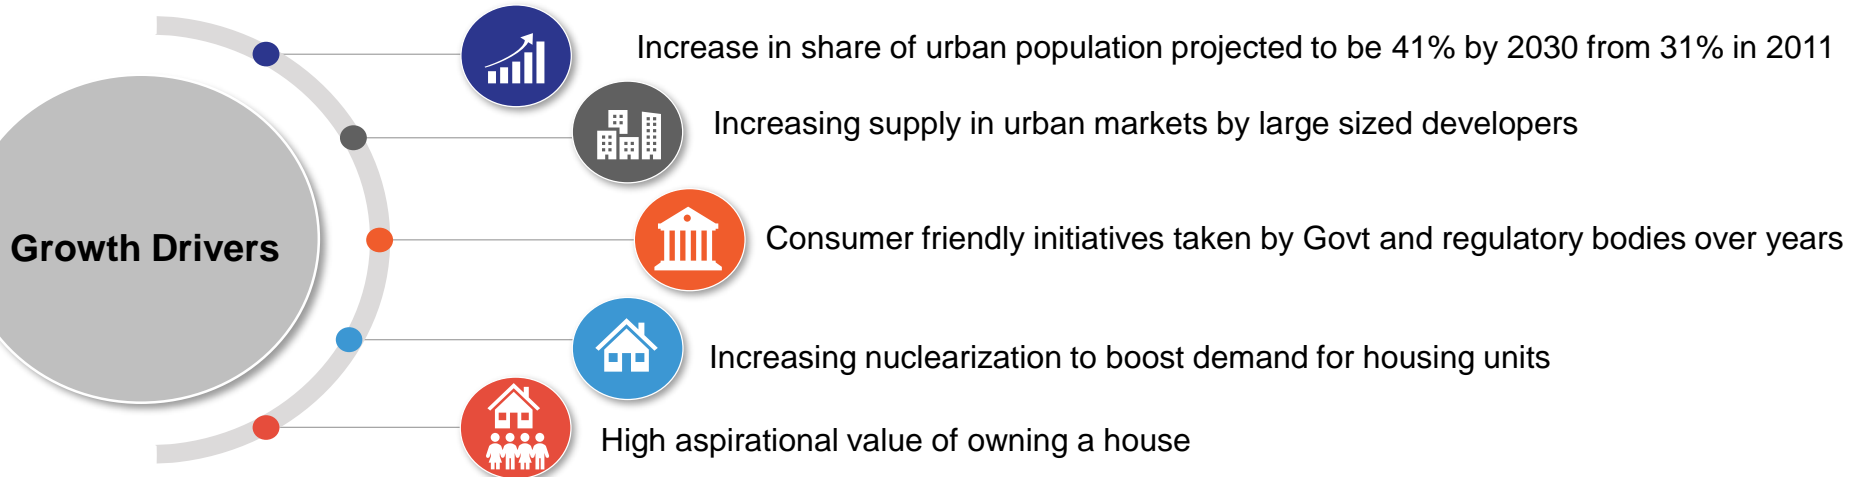 Increase in share of urban population projected to be 41% by 2030 from 31% in 2011
Increasing supply in urban markets by large sized developers
Growth Drivers
Consumer friendly initiatives taken by Govt and regulatory bodies over years
Increasing nuclearization to boost demand for housing units
High aspirational value of owning a house